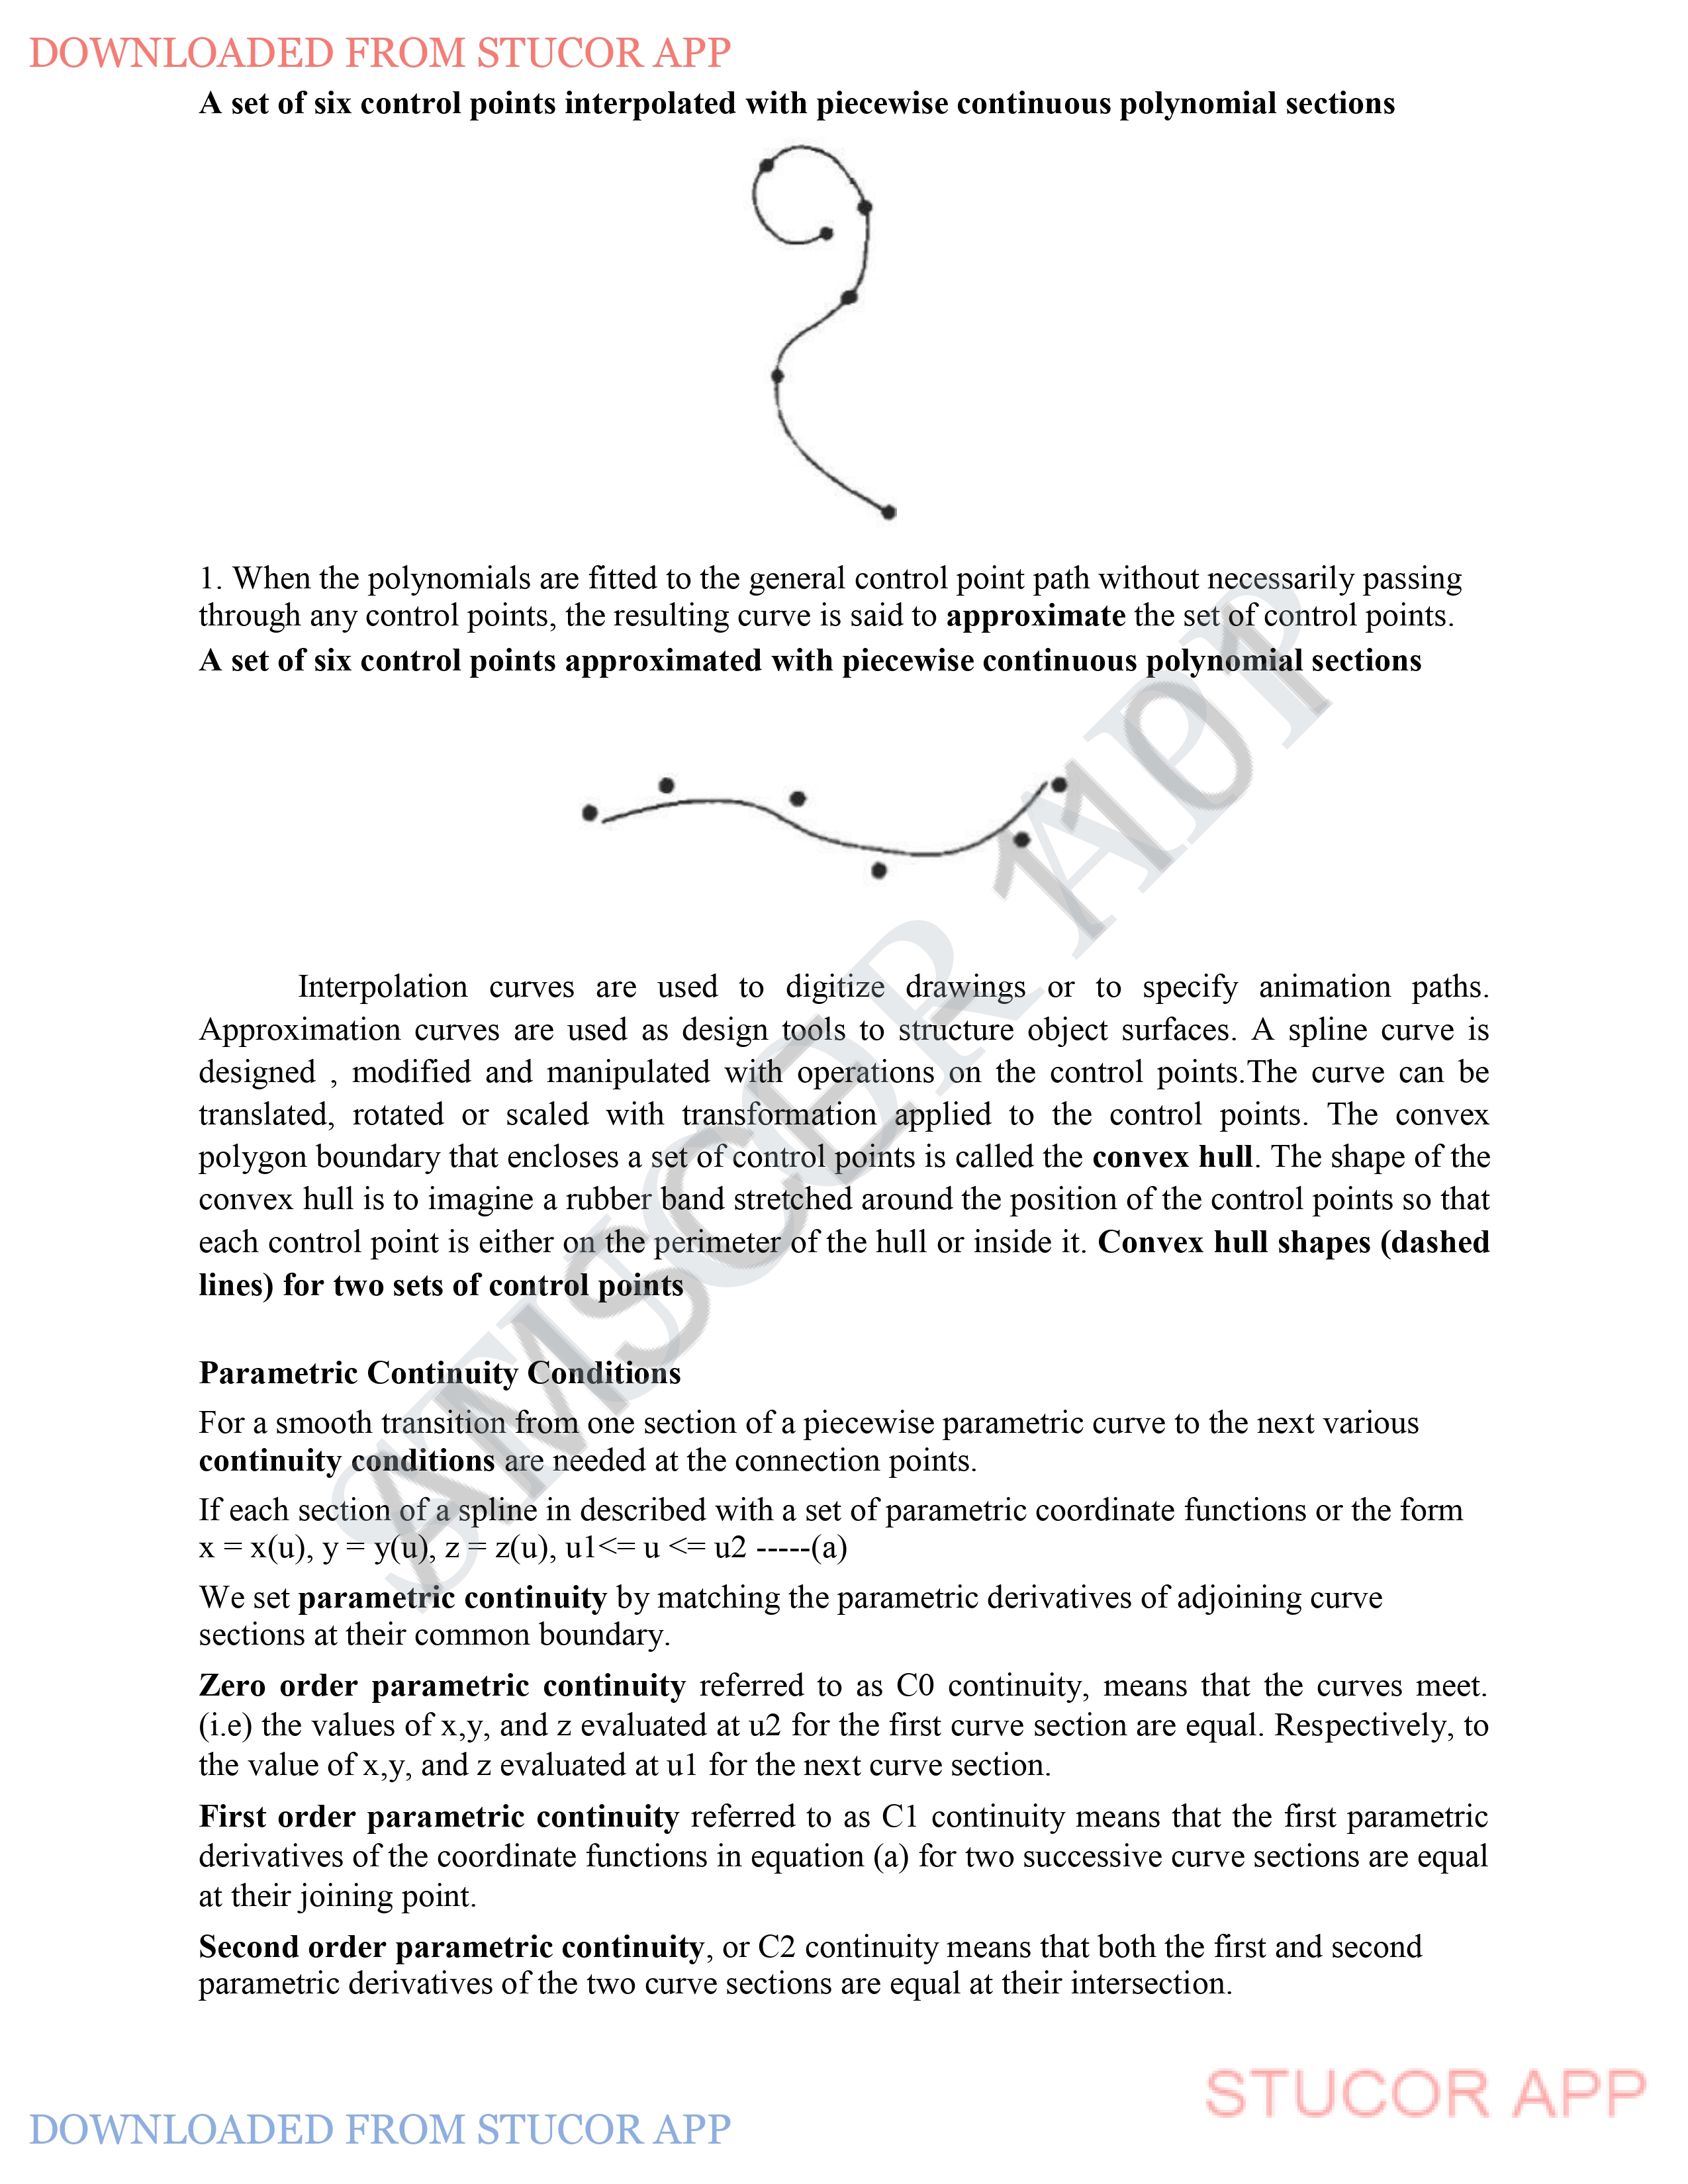 DOWNLOADED FROM STUCOR APP
A set of six control points interpolated with piecewise continuous polynomial sections
1. When the polynomials are fitted to the general control point path without necessarily passing
through any control points, the resulting curve is said to approximate the set of control points.
A set of six control points approximated with piecewise continuous polynomial sections
Interpolation curves are used to digitize drawings or to specify animation paths.
Approximation curves are used as design tools to structure object surfaces. A spline curve is
designed , modified and manipulated with operations on the control points.The curve can be
translated, rotated or scaled with transformation applied to the control points. The convex
polygon boundary that encloses a set of control points is called the convex hull. The shape of the
convex hull is to imagine a rubber band stretched around the position of the control points so that
each control point is either on the perimeter of the hull or inside it. Convex hull shapes (dashed
lines) for two sets of control points
Parametric Continuity Conditions
For a smooth transition from one section of a piecewise parametric curve to the next various
continuity conditions are needed at the connection points.
If each section of a spline in described with a set of parametric coordinate functions or the form
x = x(u), y = y(u), z = z(u), u1<= u <= u2 -----(a)
We set parametric continuity by matching the parametric derivatives of adjoining curve
sections at their common boundary.
Zero order parametric continuity referred to as C0 continuity, means that the curves meet.
(i.e) the values of x,y, and z evaluated at u2 for the first curve section are equal. Respectively, to
the value of x,y, and z evaluated at u1 for the next curve section.
First order parametric continuity referred to as C1 continuity means that the first parametric
derivatives of the coordinate functions in equation (a) for two successive curve sections are equal
at their joining point.
Second order parametric continuity, or C2 continuity means that both the first and second
parametric derivatives of the two curve sections are equal at their intersection.
STUCOR APP
AMSCE 1101
STUCOR APP
DOWNLOADED FROM STUCOR APP